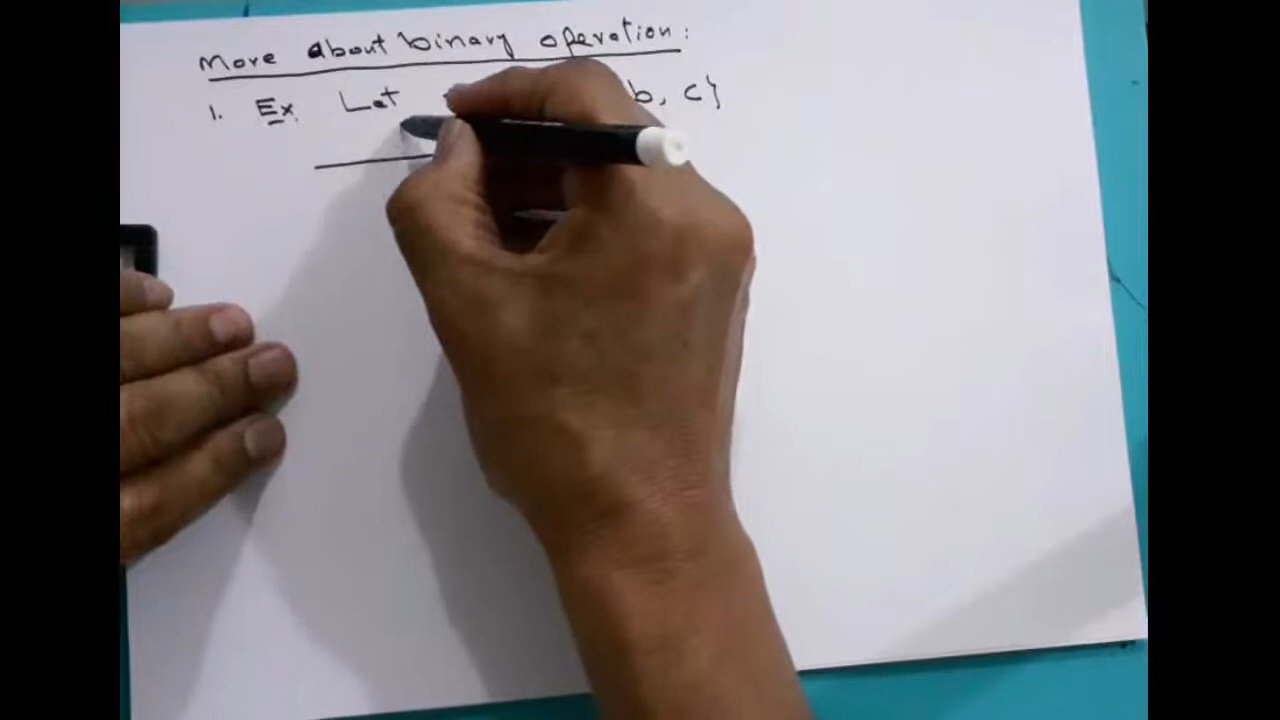 More about binary operation:
1. Ex. Let b, c}